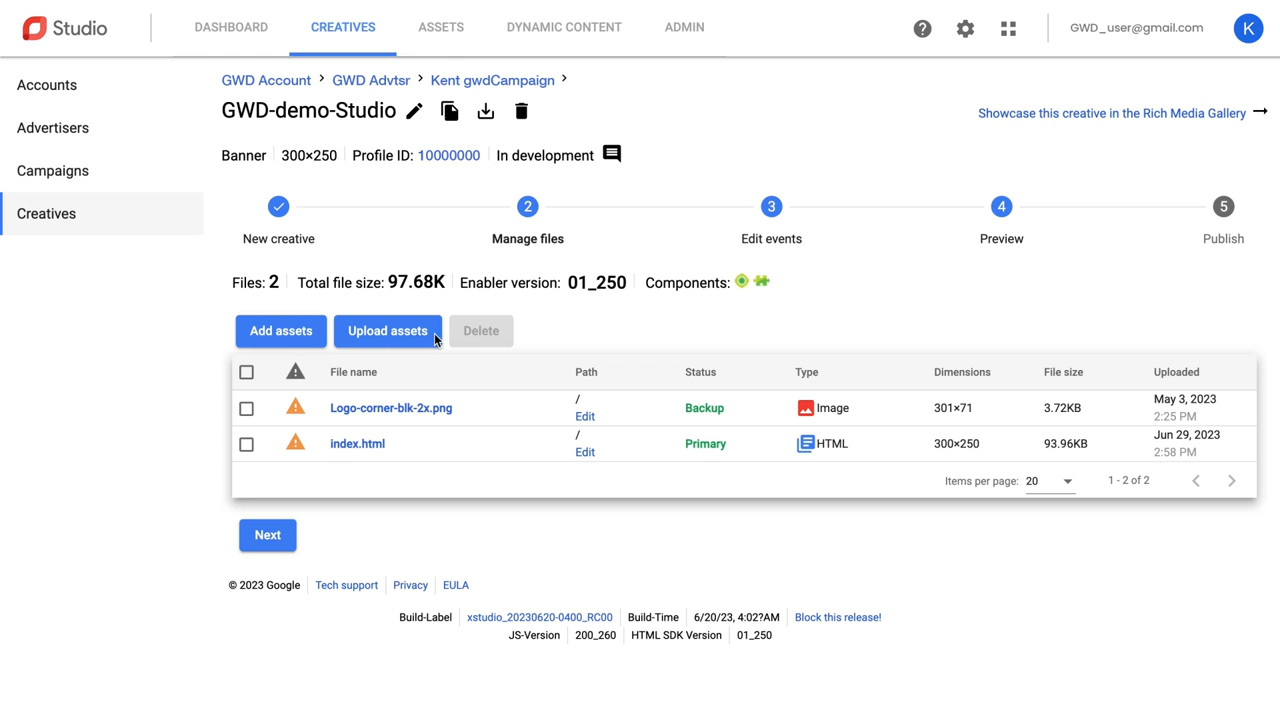 Studio DASHBOARD CREATIVES ASSETS DYNAMIC CONTENT ADMIN GWD_user@gmail.com K
Accounts
Advertisers
Campaigns
Creatives
GWD Account GWD Advtsr Kent gwdCampaign
GWD-demo-Studio
Showcase this creative in the Rich Media Gallery
Banner 300×250 Profile ID: 10000000 In development
2 3 4 5
New creative Manage files Edit events Preview Publish
Files: 2 Total file size: 97.68K Enabler version: 01_250 Components:
Add assets Upload assets Delete
File name Path Status Type Dimensions File size Uploaded
Logo-corner-blk-2x.png / Backup Image 301×71 3.72KB May 3, 2023
Edit 2:25 PM
index.html / Primary HTML 300×250 93.96KB Jun 29, 2023
Edit 2:58 PM
Items per page: 20 1 - 2 of 2
Next
© 2023 Google Tech support Privacy EULA
Build-Label xstudio_20230620-0400_RC00 Build-Time 6/20/23, 4:02?AM Block this release!
JS-Version 200_260 HTML SDK Version 01_250